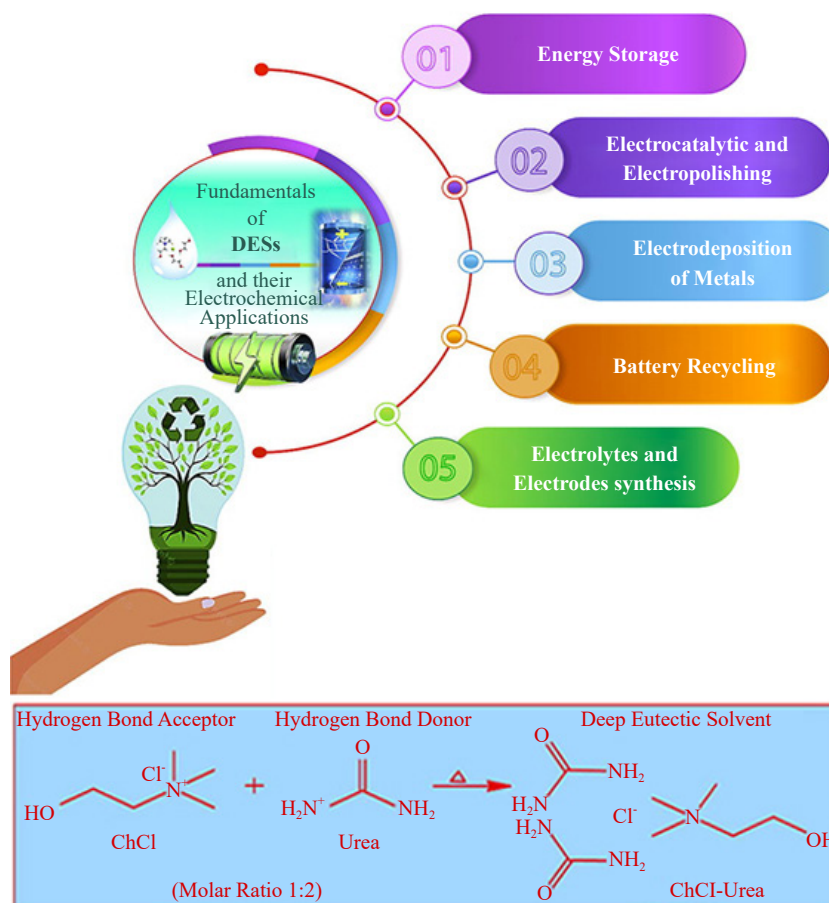 01
Energy Storage
02
Electrocatalytic and
Electropolishing
Fundamentals
of
DESs
and their
Electrochemical
Applications
03
Electrodeposition
of Metals
04
Battery Recycling
05
Electrolytes and
Electrodes synthesis
Hydrogen Bond Acceptor
Hydrogen Bond Donor
Deep Eutectic Solvent
Cl⁻
N⁺
HO
ChCl
+
O
H₂N⁺
NH₂
Urea
Δ
O
NH₂
H₂N
H₂N
NH₂
O
Cl⁻
N
OH
ChCI-Urea
(Molar Ratio 1:2)